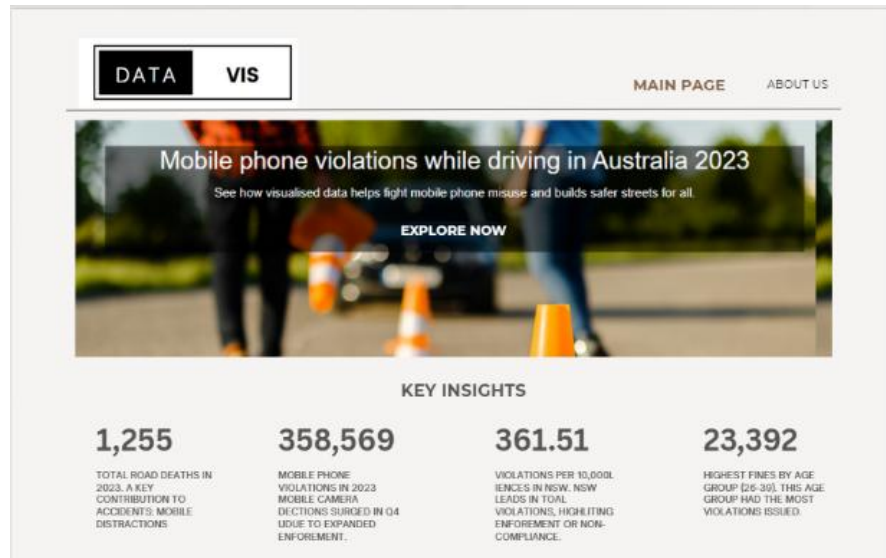 DATA VIS
MAIN PAGE ABOUT US
Mobile phone violations while driving in Australia 2023
See how visualised data helps fight mobile phone misuse and builds safer streets for all.
EXPLORE NOW
KEY INSIGHTS
1,255
TOTAL ROAD DEATHS IN
2023. A KEY
CONTRIBUTION TO
ACCIDENTS: MOBILE
DISTRACTIONS
358,569
MOBILE PHONE
VIOLATIONS IN 2023
MOBILE CAMERA
DECTIONS SURGED IN Q4
UDUE TO EXPANDED
ENFOREMENT.
361.51
VIOLATIONS PER 10,000L
IENCES IN NSW. NSW
LEADS IN TOAL
VIOLATIONS, HIGHLITING
ENFOREMENT OR NON-
COMPLIANCE.
23,392
HIGHEST FINES BY AGE
GROUP (26-39). THIS AGE
GROUP HAD THE MOST
VIOLATIONS ISSUED.